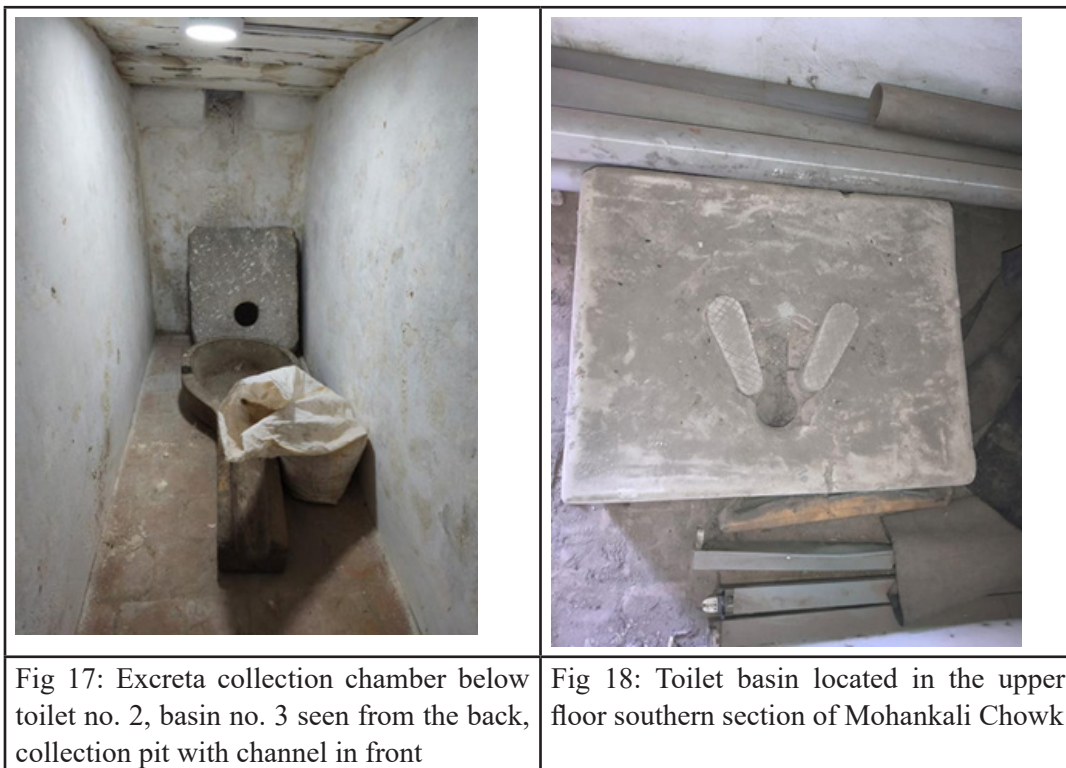 Fig 17: Excreta collection chamber below
toilet no. 2, basin no. 3 seen from the back,
collection pit with channel in front
Fig 18: Toilet basin located in the upper
floor southern section of Mohankali Chowk